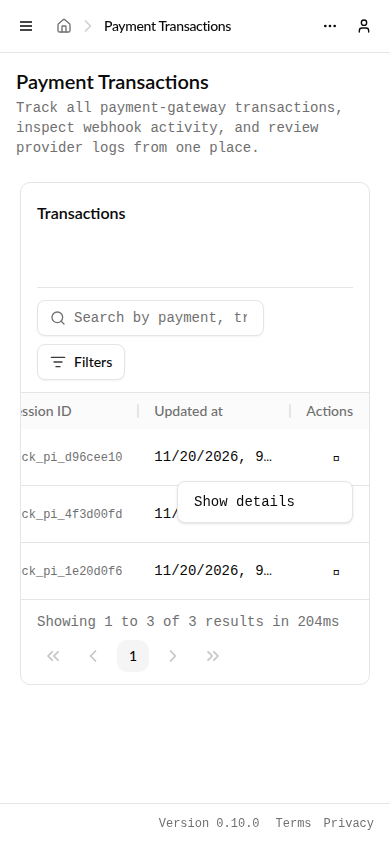 Payment Transactions
Payment Transactions
Track all payment-gateway transactions,
inspect webhook activity, and review
provider logs from one place.
Transactions
Search by payment, tr
Filters
ssion ID Updated at Actions
ck_pi_d96cee10 11/20/2026, 9…
Show details
ck_pi_4f3d00fd 11/
ck_pi_1e20d0f6 11/20/2026, 9…
Showing 1 to 3 of 3 results in 204ms
1
Version 0.10.0 Terms Privacy